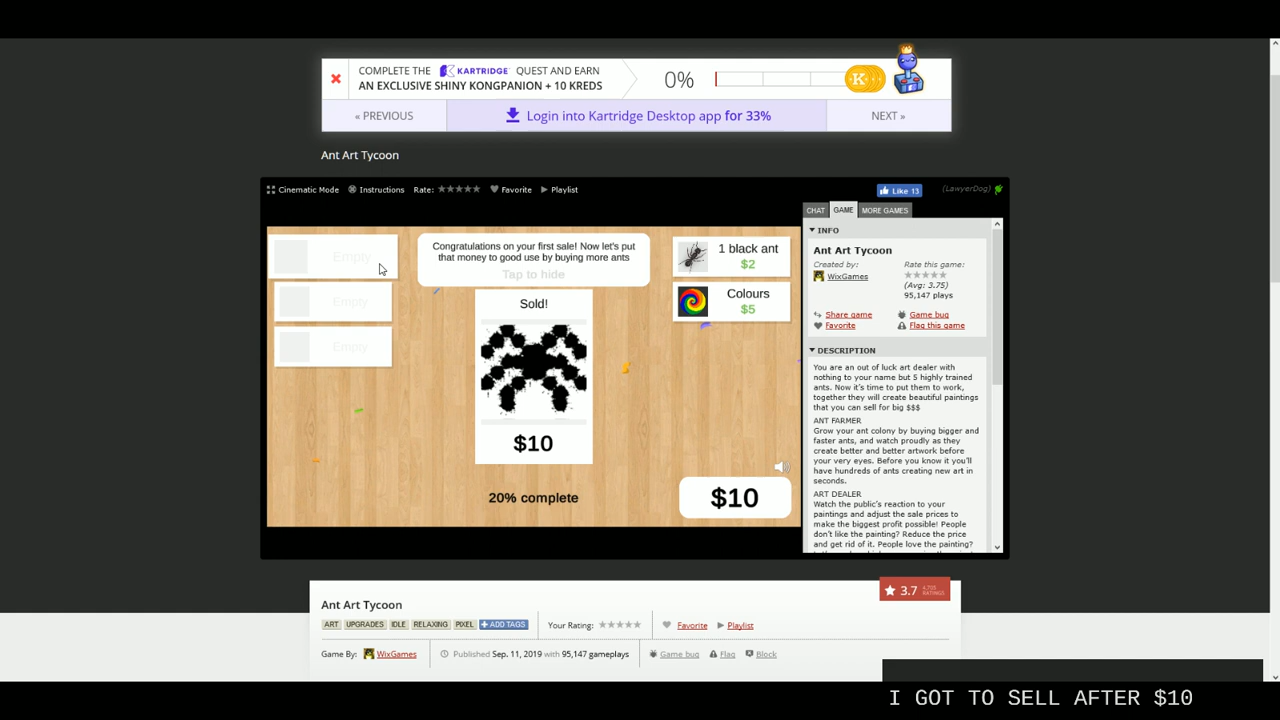 COMPLETE THE KARTRIDGE QUEST AND EARN
AN EXCLUSIVE SHINY KONGPANION + 10 KREDS
0%
K
« PREVIOUS
Login into Kartridge Desktop app for 33%
NEXT »
Ant Art Tycoon
Cinematic Mode
Instructions
Rate:
Favorite
Playlist
Like 13
(LawyerDog)
CHAT
GAME
MORE GAMES
Empty
Empty
Empty
Congratulations on your first sale! Now let's put
that money to good use by buying more ants
Tap to hide
Sold!
$10
20% complete
1 black ant
$2
Colours
$5
$10
INFO
Ant Art Tycoon
Created by:
WixGames
Rate this game:
(Avg: 3.75)
95,147 plays
Share game
Game bug
Favorite
Flag this game
DESCRIPTION
You are an out of luck art dealer with
nothing to your name but 5 highly trained
ants. Now it's time to put them to work,
together they will create beautiful paintings
that you can sell for big $$$
ANT FARMER
Grow your ant colony by buying bigger and
faster ants, and watch proudly as they
create better and better artwork before
your very eyes. Before you know it you'll
have hundreds of ants creating new art in
seconds.
ART DEALER
Watch the public's reaction to your
paintings and adjust the sale prices to
make the biggest profit possible! People
don't like the painting? Reduce the price
and get rid of it. People love the painting?
Ant Art Tycoon
3.7
RATINGS
ART
UPGRADES
IDLE
RELAXING
PIXEL
ADD TAGS
Your Rating:
Favorite
Playlist
Game By: WixGames
Published Sep. 11, 2019 with 95,147 gameplays
Game bug
Flag
Block
I GOT TO SELL AFTER $10